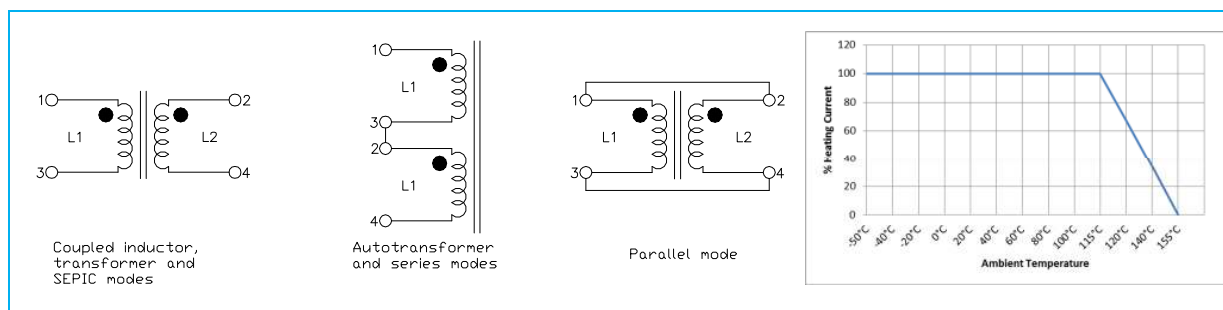 1
3
L1
L2
2
4
Coupled inductor,
transformer and
SEPIC modes
1
L1
3
2
L1
4
Autotransformer
and series modes
1
3
L1
L2
2
4
Parallel mode
120
100
80
60
40
20
0
% Heating Current
-50°C
-40°C
-20°C
0°C
20°C
40°C
60°C
80°C
100°C
115°C
120°C
140°C
155°C
Ambient Temperature